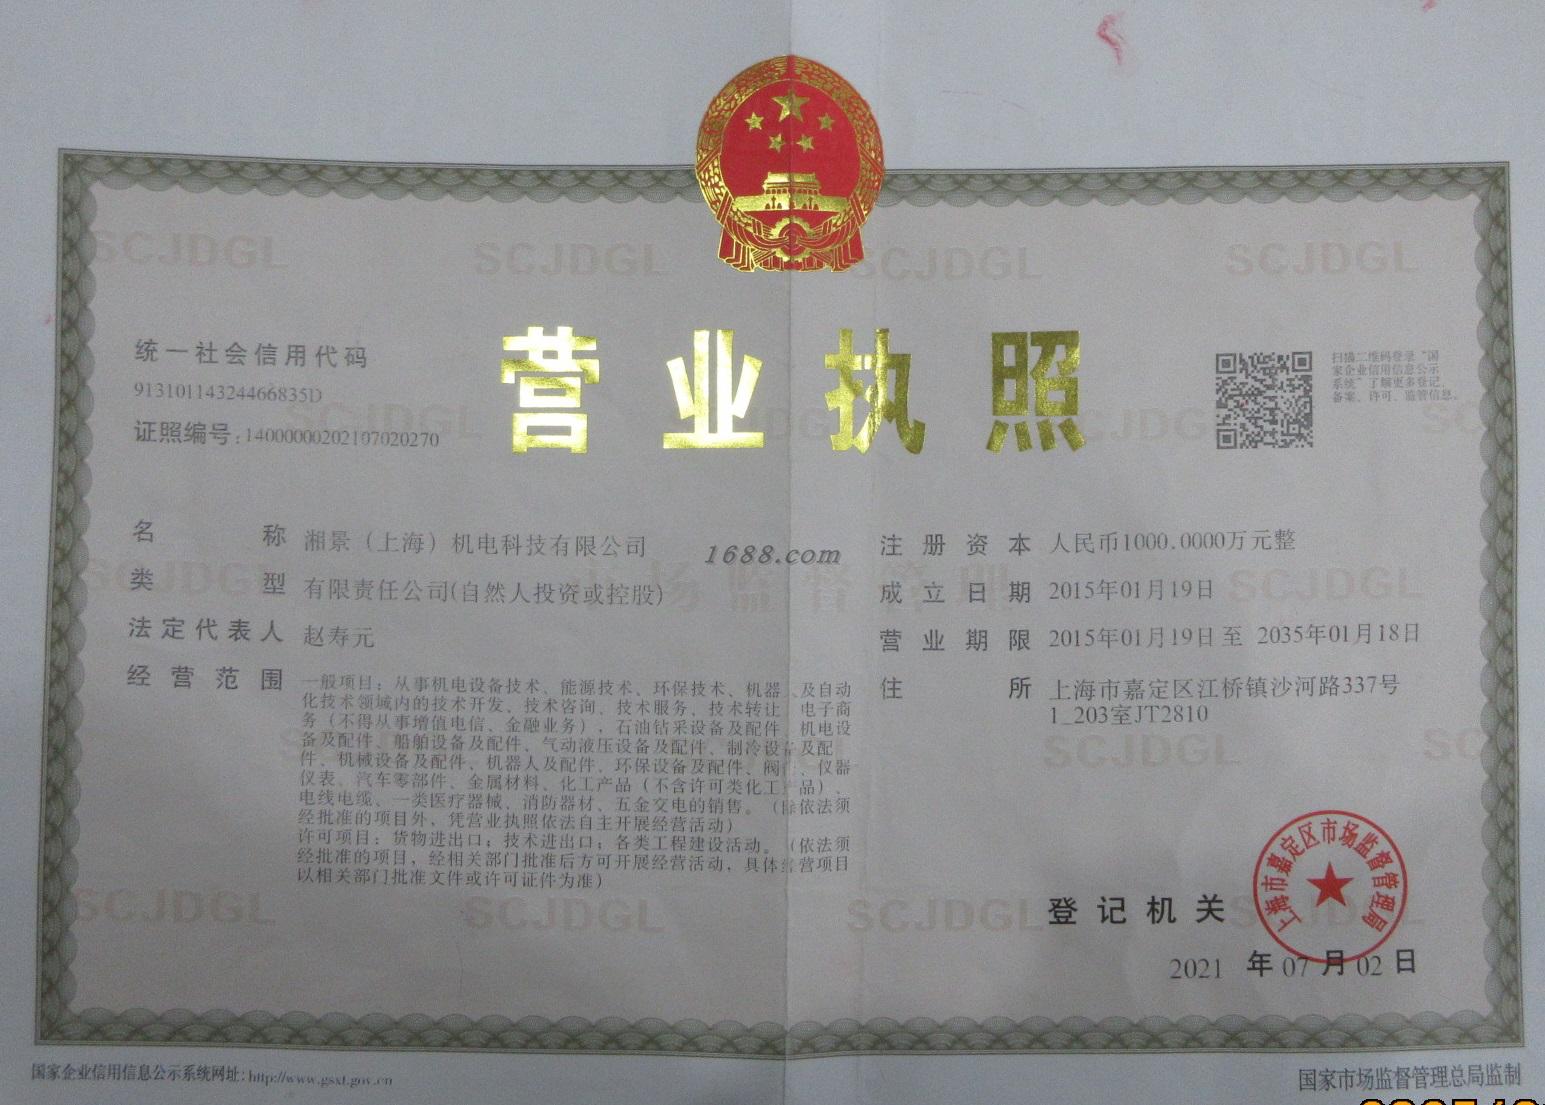 统一社会信用代码
91310114324466835D
证照编号:14000000202107020270
营业执照
扫描二维码登录“国
家企业信用信息公示
系统”了解更多登记、
备案、许可、监管信息。
名称 湘景（上海）机电科技有限公司
类型 有限责任公司(自然人投资或控股)
法定代表人 赵寿元
经营范围 一般项目：从事机电设备技术、能源技术、环保技术、机器 及自动
化技术领域内的技术开发、技术咨询、技术服务、技术转让 电子商
务（不得从事增值电信、金融业务），石油钻采设备及配件 机电设
备及配件、船舶设备及配件、气动液压设备及配件、制冷设备及配
件、机械设备及配件、机器人及配件、环保设备及配件、阀 、仪器
仪表、汽车零部件、金属材料、化工产品（不含许可类化工产品）、
电线电缆、一类医疗器械、消防器材、五金交电的销售。（除依法须
经批准的项目外，凭营业执照依法自主开展经营活动）
许可项目：货物进出口；技术进出口；各类工程建设活动。（依法须
经批准的项目，经相关部门批准后方可开展经营活动，具体经营项目
以相关部门批准文件或许可证件为准）
1688.com
注册资本 人民币1000.0000万元整
成立日期 2015年01月19日
营业期限 2015年01月19日 至 2035年01月18日
住所 上海市嘉定区江桥镇沙河路337号
1_203室JT2810
登记机关
上海市嘉定区市场监督管理局
2021 年 07 月 02 日
国家企业信用信息公示系统网址：http://www.gsxt.gov.cn
国家市场监督管理总局监制